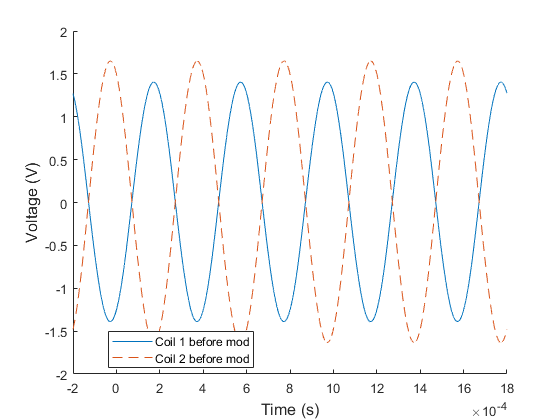 2
1.5
1
0.5
0
-0.5
-1
-1.5
-2
Voltage (V)
Coil 1 before mod
Coil 2 before mod
-2 0 2 4 6 8 10 12 14 16 18
Time (s)
×10⁻⁴